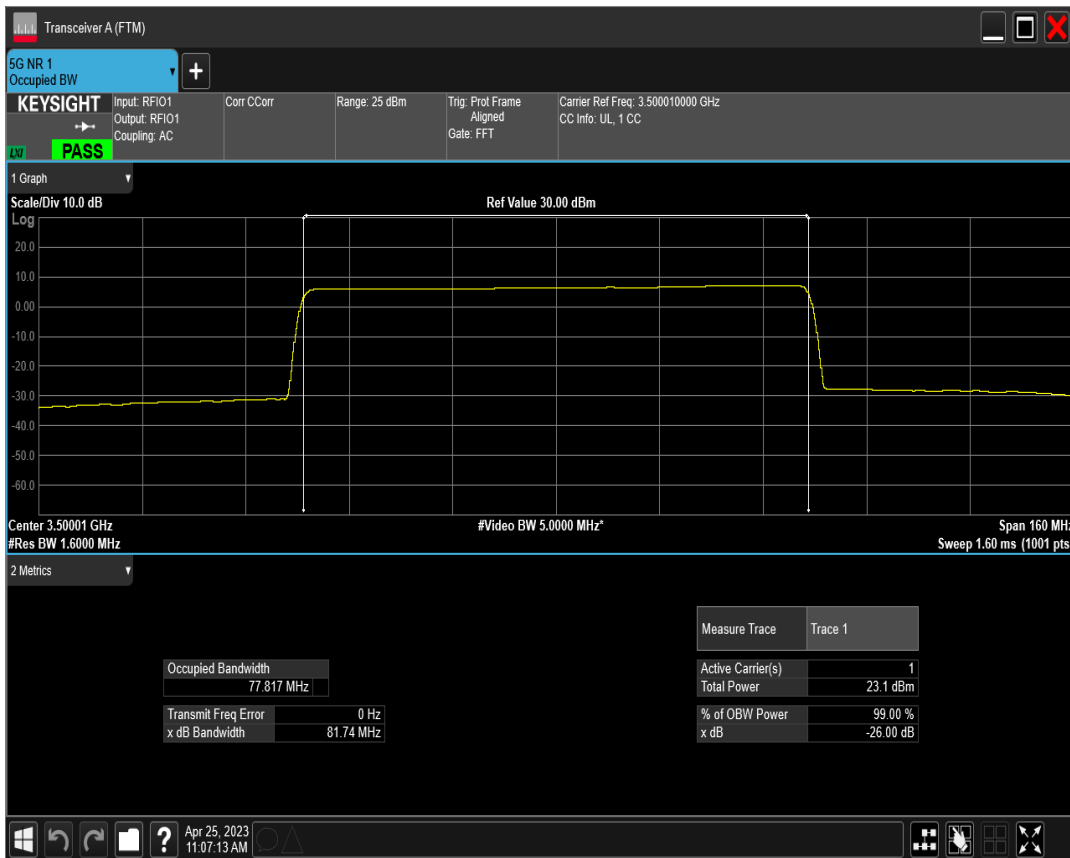 Transceiver A (FTM)
5G NR 1
Occupied BW
+
KEYSIGHT
LXI
PASS
Input: RFIO1
Output: RFIO1
Coupling: AC
Corr CCorr
Range: 25 dBm
Trig: Prot Frame
Aligned
Gate: FFT
Carrier Ref Freq: 3.500010000 GHz
CC Info: UL, 1 CC
1 Graph
Scale/Div 10.0 dB
Ref Value 30.00 dBm
Log
20.0
10.0
0.00
-10.0
-20.0
-30.0
-40.0
-50.0
-60.0
Center 3.50001 GHz
#Video BW 5.0000 MHz*
Span 160 MHz
#Res BW 1.6000 MHz
Sweep 1.60 ms (1001 pts
2 Metrics
Measure Trace Trace 1
Occupied Bandwidth
77.817 MHz
Active Carrier(s) 1
Total Power 23.1 dBm
Transmit Freq Error 0 Hz
x dB Bandwidth 81.74 MHz
% of OBW Power 99.00 %
x dB -26.00 dB
?
Apr 25, 2023
11:07:13 AM